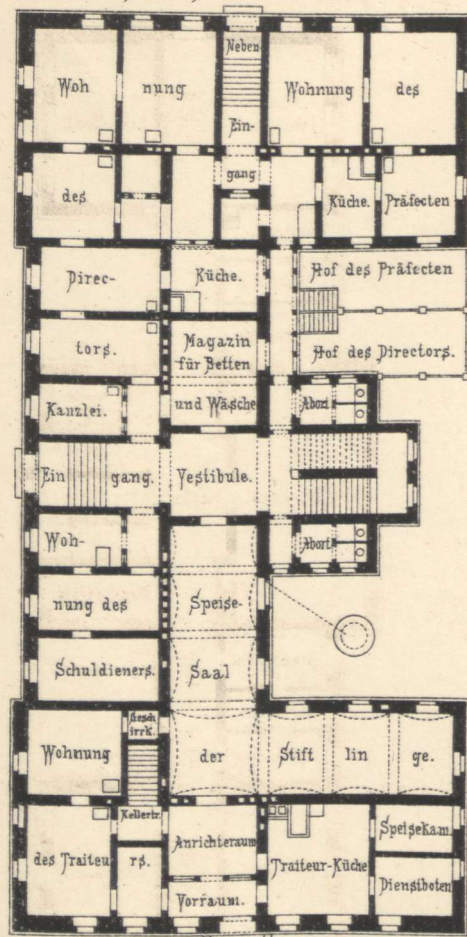 Neben-
Woh nung Wohnung des
Ein-
gang
des Küche. Präfecten
Direc- Küche. Hof des Präfecten
tors. Magazin Hof des Directors.
für Betten
Kanzlei. und Wäsche Abort
Ein gang. Vestibule.
Woh- Abort
nung des Speise-
Schuldieners. Saal
Wohnung Gesch
irrk.
der Stift lin ge.
Kellertr.
des Traiteu rs. Anrichteraum Traiteur-Küche Speisekam.
Vorraum. Dienstboten